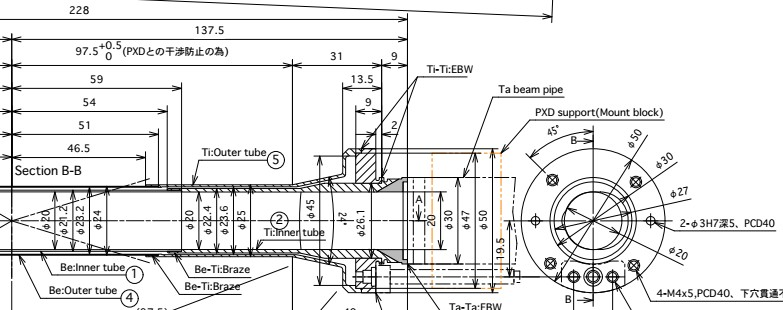 228
137.5
97.5 +0.5 0 (PXDとの干渉防止の為)
31
9
59
13.5
Ti-Ti:EBW
54
9
Ta beam pipe
51
2
PXD support(Mount block)
46.5
45°
B
φ50
Section B-B
Ti:Outer tube 5
φ30
φ27
φ20
φ21.2
φ23.2
φ24
φ20
φ22.4
φ23.6
φ25
2
Ti:Inner tube
φ45
φ26.1
A
20
φ30
φ47
φ50
19.5
2-φ3H7深5、PCD40
φ20
Be:Inner tube 1
Be-Ti:Braze
Be:Outer tube 4
Be-Ti:Braze
B
4-M4x5,PCD40、下穴貫通
Ta-Ta:EBW